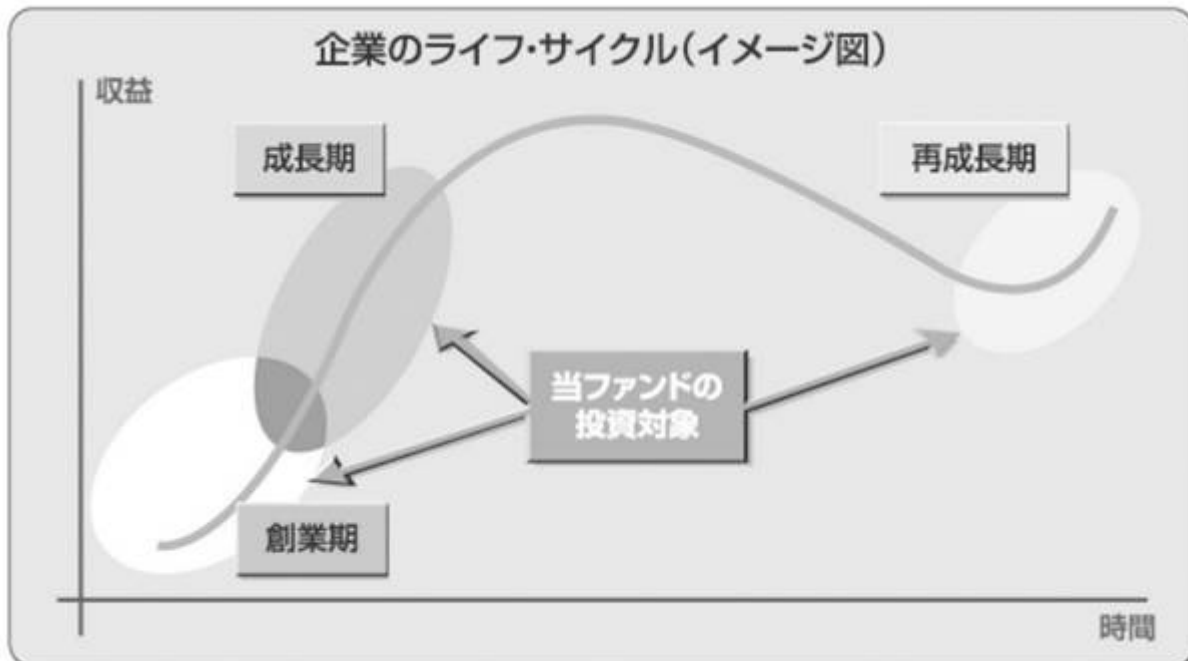 企業のライフ・サイクル(イメージ図)
収益
成長期
再成長期
当ファンドの
投資対象
創業期
時間